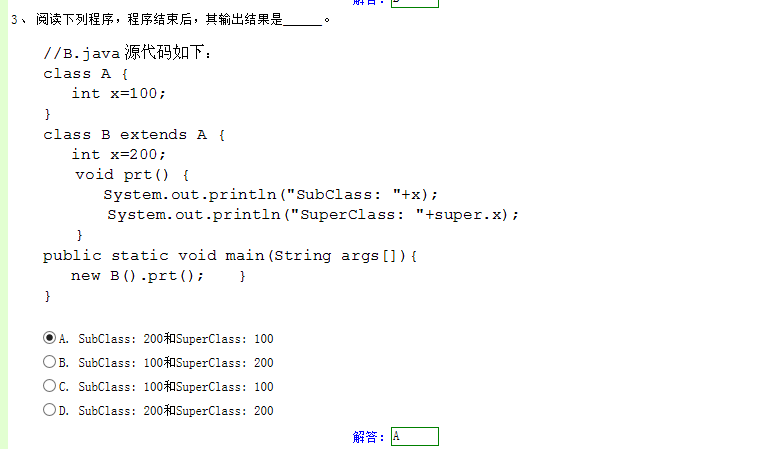 解答：
3、阅读下列程序，程序结束后，其输出结果是_____。
//B.java源代码如下：
class A {
int x=100;
}
class B extends A {
int x=200;
void prt() {
System.out.println("SubClass: "+x);
System.out.println("SuperClass: "+super.x);
}
public static void main(String args[]){
new B().prt();    }
}
A. SubClass: 200和SuperClass: 100
B. SubClass: 100和SuperClass: 200
C. SubClass: 100和SuperClass: 100
D. SubClass: 200和SuperClass: 200
解答：A